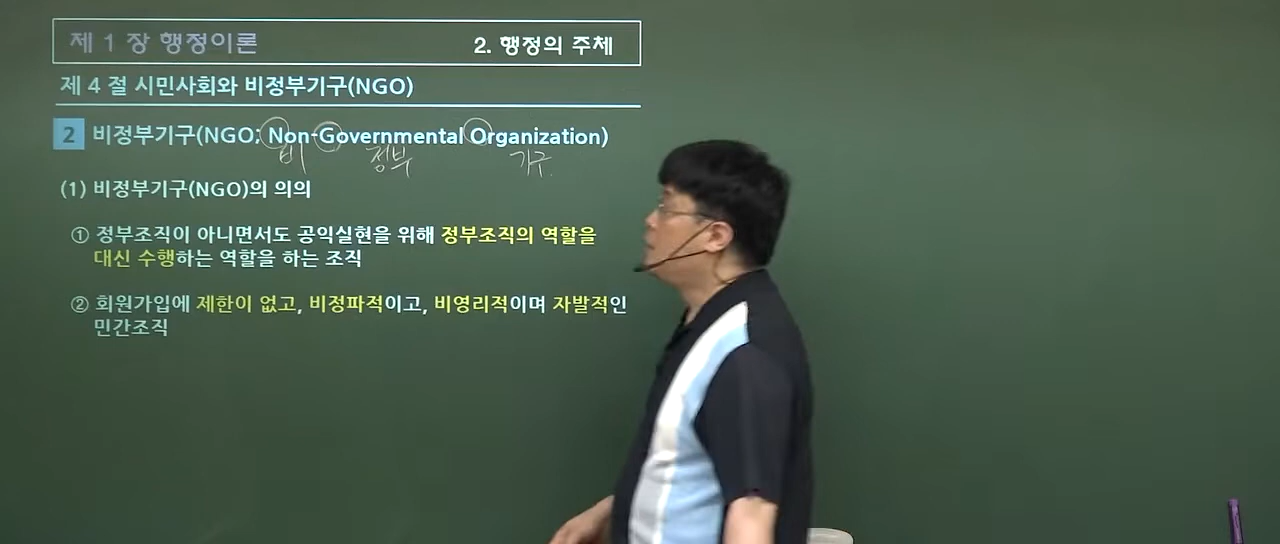 제 1 장 행정이론
2. 행정의 주체
제 4 절 시민사회와 비정부기구(NGO)
2 비정부기구(NGO; Non-Governmental Organization)
비 정부 기구
(1) 비정부기구(NGO)의 의의
① 정부조직이 아니면서도 공익실현을 위해 정부조직의 역할을
대신 수행하는 역할을 하는 조직
② 회원가입에 제한이 없고, 비정파적이고, 비영리적이며 자발적인
민간조직